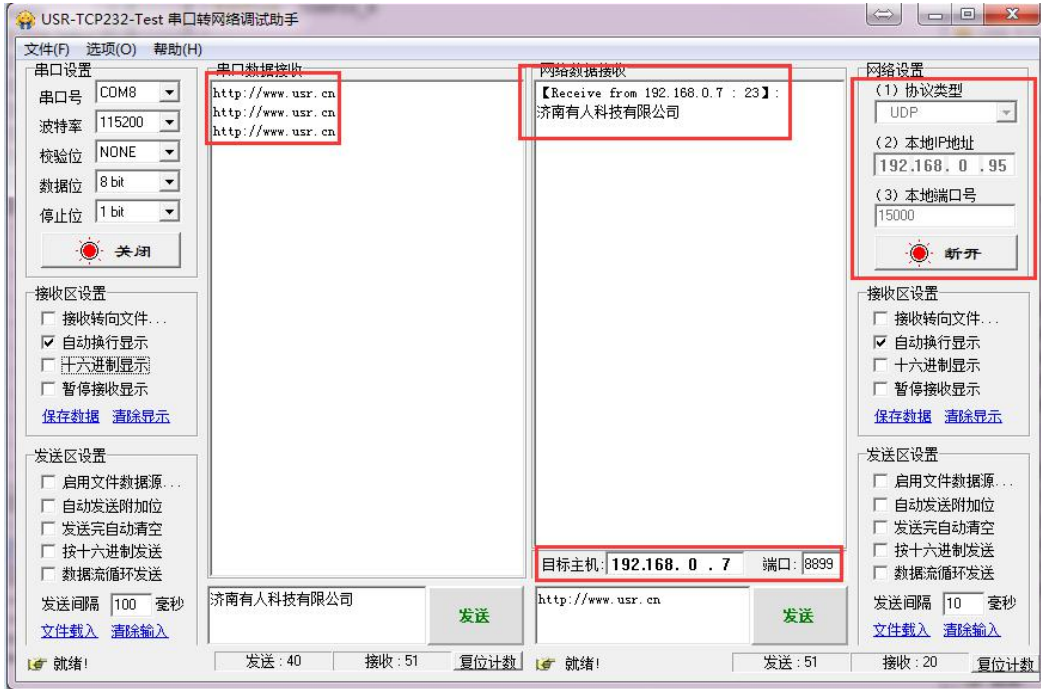 USR-TCP232-Test 串口转网络调试助手
文件(F) 选项(O) 帮助(H)
串口设置
串口号 COM8
波特率 115200
校验位 NONE
数据位 8 bit
停止位 1 bit
关闭
接收区设置
接收转向文件...
自动换行显示
十六进制显示
暂停接收显示
保存数据 清除显示
发送区设置
启用文件数据源...
自动发送附加位
发送完自动清空
按十六进制发送
数据流循环发送
发送间隔 100 毫秒
文件载入 清除输入
就绪!
串口数据接收
http://www.usr.cn
http://www.usr.cn
http://www.usr.cn
济南有人科技有限公司
发送
发送 : 40 接收 : 51 复位计数
网络数据接收
【Receive from 192.168.0.7 : 23】:
济南有人科技有限公司
目标主机: 192.168. 0 . 7 端口: 8899
http://www.usr.cn
发送
就绪!
发送 : 51 接收 : 20 复位计数
网络设置
(1) 协议类型
UDP
(2) 本地IP地址
192.168. 0 .95
(3) 本地端口号
15000
断开
接收区设置
接收转向文件...
自动换行显示
十六进制显示
暂停接收显示
保存数据 清除显示
发送区设置
启用文件数据源...
自动发送附加位
发送完自动清空
按十六进制发送
数据流循环发送
发送间隔 10 毫秒
文件载入 清除输入